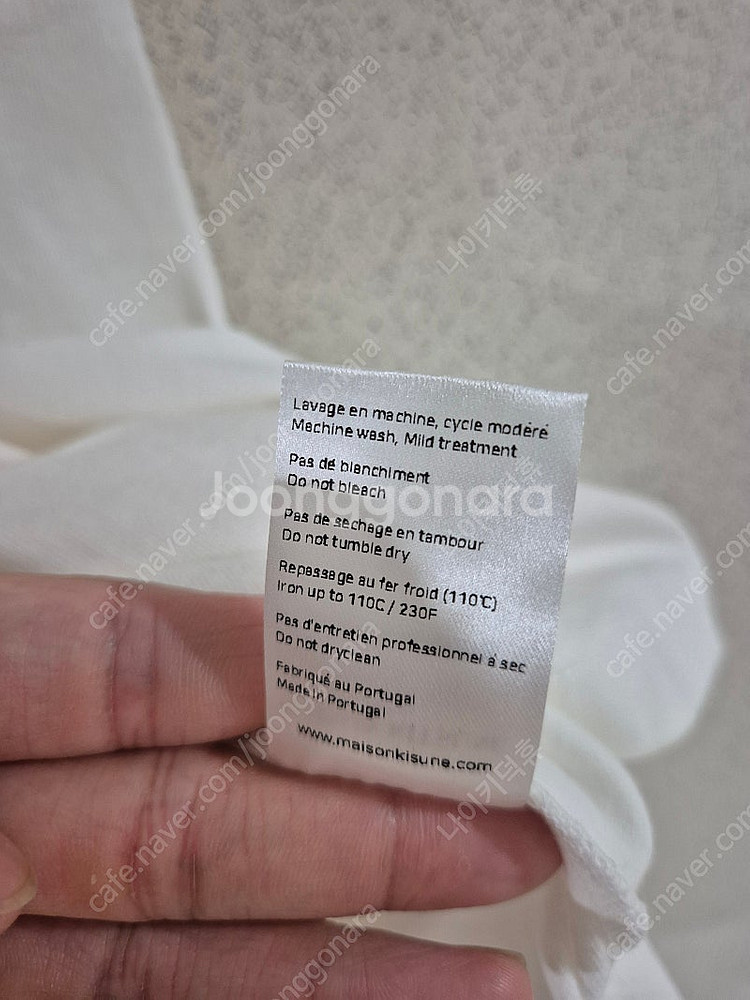 Lavage en machine, cycle modéré
Machine wash, Mild treatment
Pas de blanchiment
Do not bleach
Pas de sechage en tambour
Do not tumble dry
Repassage au fer froid (110℃)
Iron up to 110C / 230F
Pas d'entretien professionnel à sec
Do not dryclean
Fabriqué au Portugal
Made in Portugal
www.maisonkisune.com
Joonggonara
cafe.naver.com/joonggonara
나이키덕후